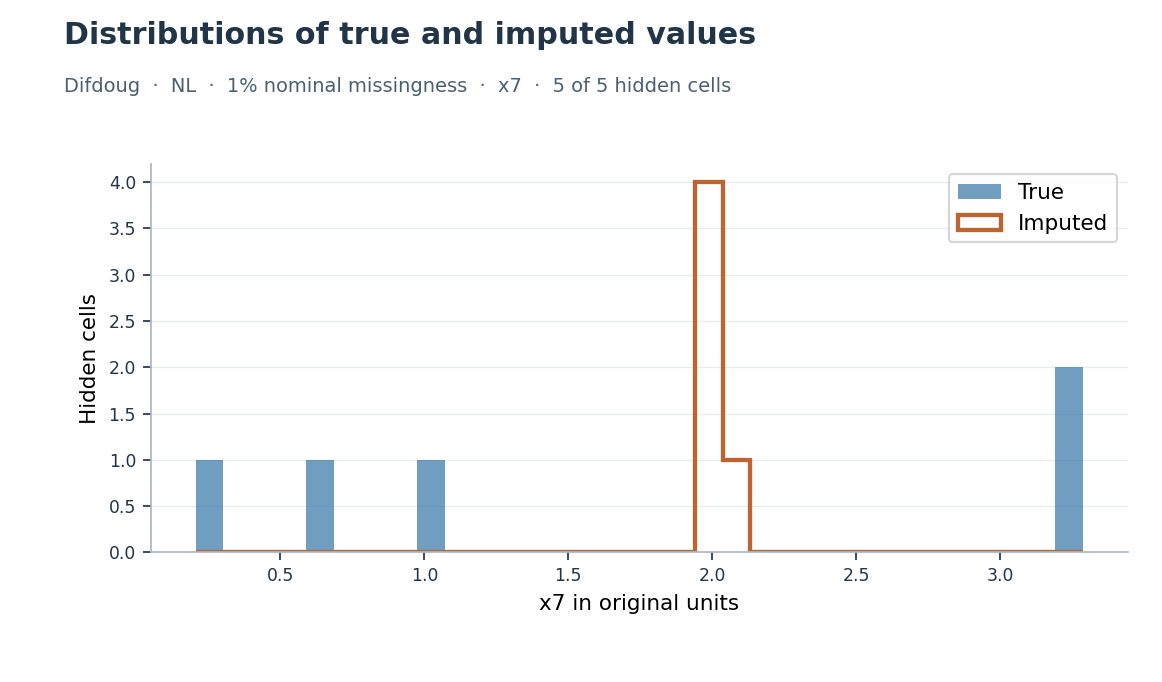 Distributions of true and imputed values
Difdoug · NL · 1% nominal missingness · x7 · 5 of 5 hidden cells
4.0
3.5
3.0
2.5
2.0
1.5
1.0
0.5
0.0
Hidden cells
True
Imputed
0.5 1.0 1.5 2.0 2.5 3.0
x7 in original units